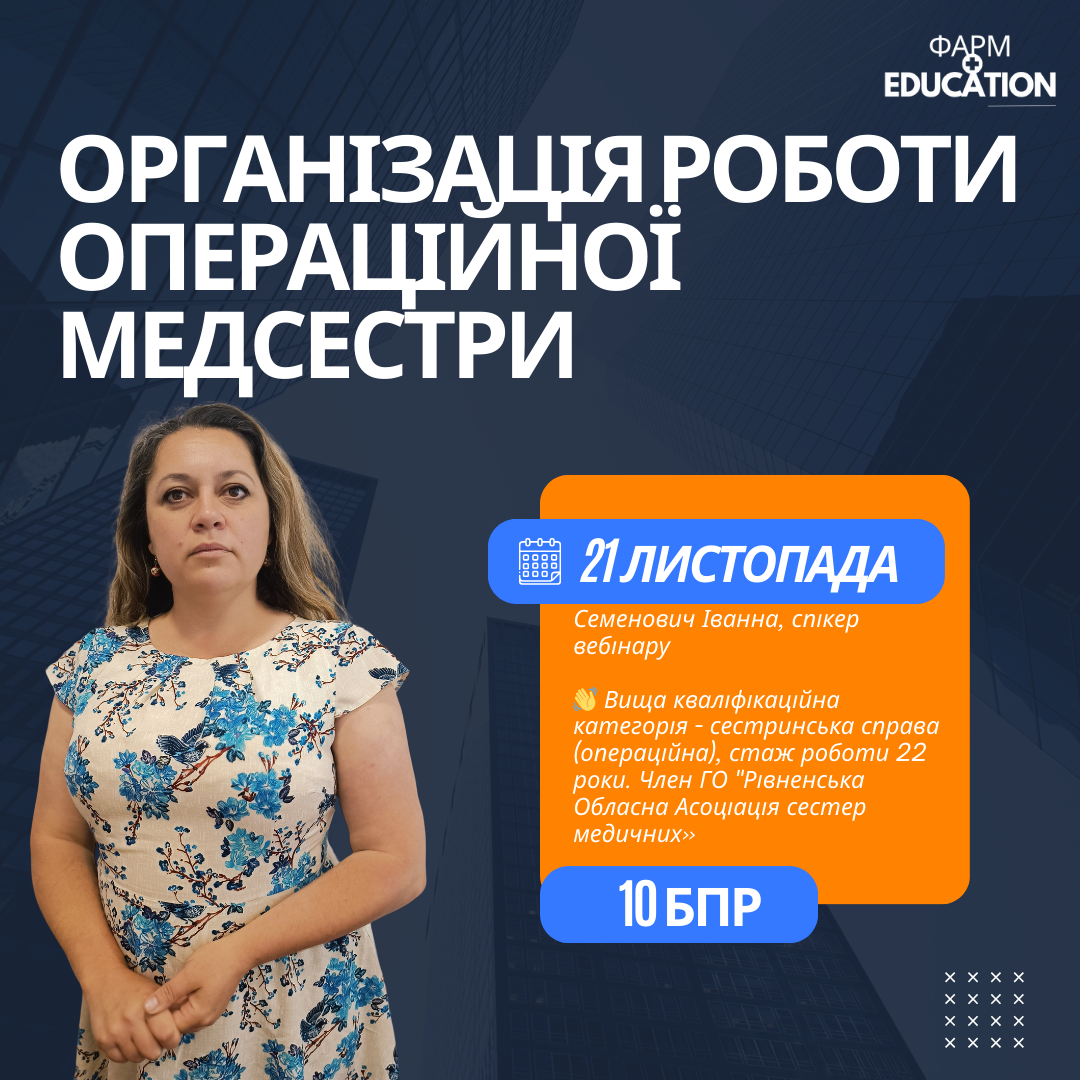 ФАРМ
EDUCATION
ОРГАНІЗАЦІЯ РОБОТИ
ОПЕРАЦІЙНОЇ
МЕДСЕСТРИ
21 ЛИСТОПАДА
Семенович Іванна, спікер
вебінару
👋 Вища кваліфікаційна
категорія - сестринська справа
(операційна), стаж роботи 22
роки. Член ГО "Рівненська
Обласна Асоціація сестер
медичних»
10 БПР